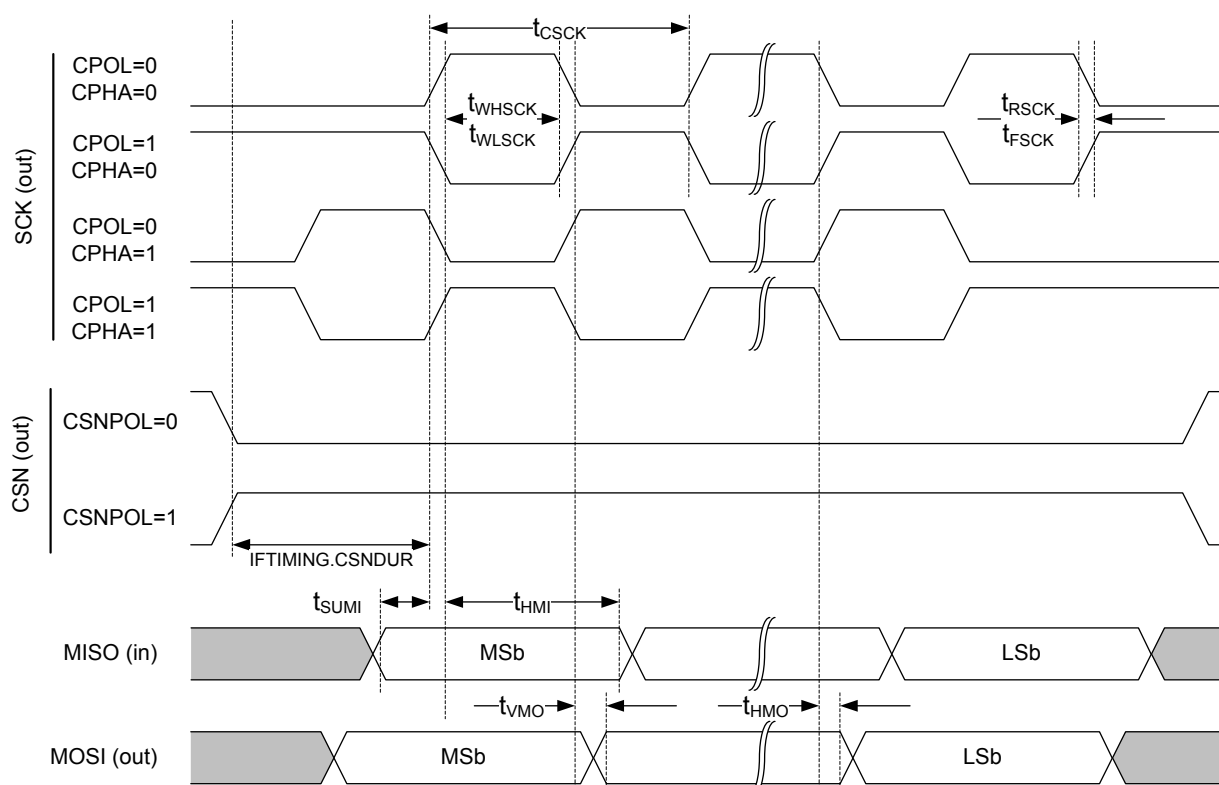 tCSCK
SCK (out)
CPOL=0
CPHA=0
tWHSCK
tWLSCK
tRSCK
tFSCK
CPOL=1
CPHA=0
CPOL=0
CPHA=1
CPOL=1
CPHA=1
CSN (out)
CSNPOL=0
CSNPOL=1
IFTIMING.CSNDUR
tSUMI
tHMI
MISO (in)
MSb
LSb
tVMO
tHMO
MOSI (out)
MSb
LSb